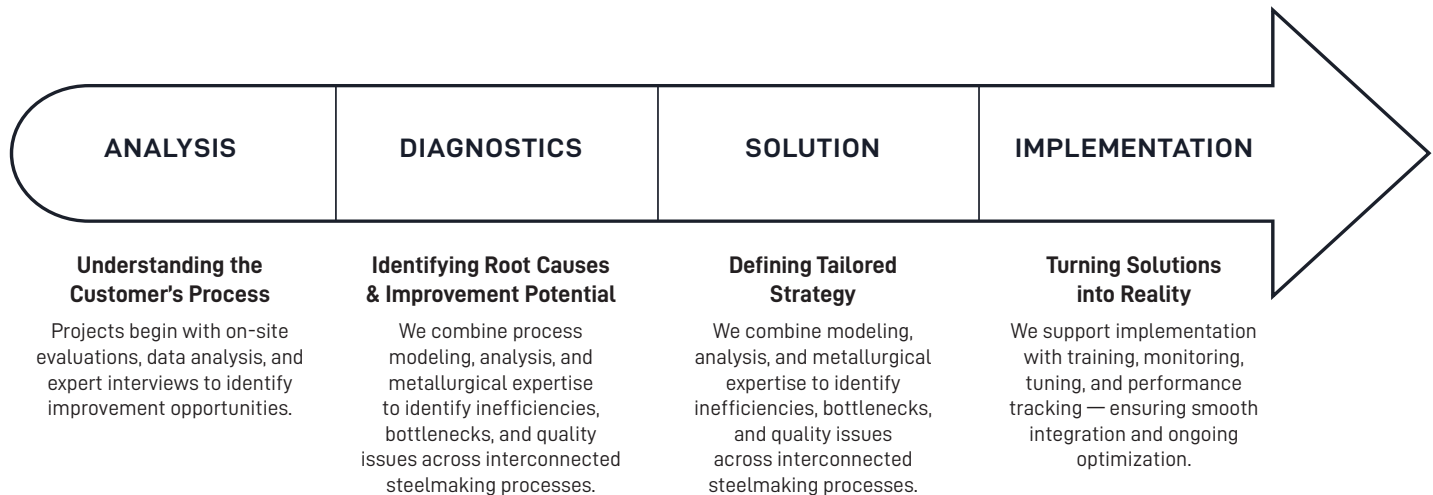 ANALYSIS
DIAGNOSTICS
SOLUTION
IMPLEMENTATION
Understanding the
Customer's Process
Projects begin with on-site
evaluations, data analysis, and
expert interviews to identify
improvement opportunities.
Identifying Root Causes
& Improvement Potential
We combine process
modeling, analysis, and
metallurgical expertise
to identify inefficiencies,
bottlenecks, and quality
issues across interconnected
steelmaking processes.
Defining Tailored
Strategy
We combine modeling,
analysis, and metallurgical
expertise to identify
inefficiencies, bottlenecks,
and quality issues
across interconnected
steelmaking processes.
Turning Solutions
into Reality
We support implementation
with training, monitoring,
tuning, and performance
tracking — ensuring smooth
integration and ongoing
optimization.